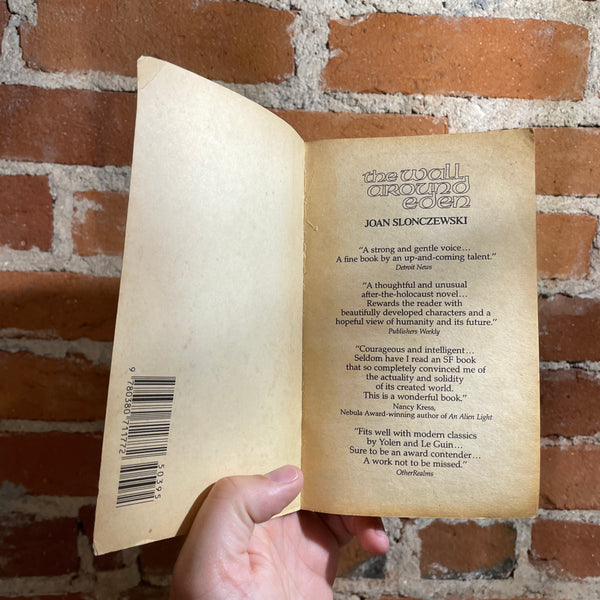 9 780380 711772
50395
the wall
around
eden
JOAN SLONCZEWSKI
"A strong and gentle voice...
A fine book by an up-and-coming talent."
Detroit News
"A thoughtful and unusual
after-the-holocaust novel...
Rewards the reader with
beautifully developed characters and a
hopeful view of humanity and its future."
Publishers Weekly
"Courageous and intelligent...
Seldom have I read an SF book
that so completely convinced me of
the actuality and solidity
of its created world.
This is a wonderful book."
Nancy Kress,
Nebula Award-winning author of An Alien Light
"Fits well with modern classics
by Yolen and Le Guin...
Sure to be an award contender...
A work not to be missed."
OtherRealms